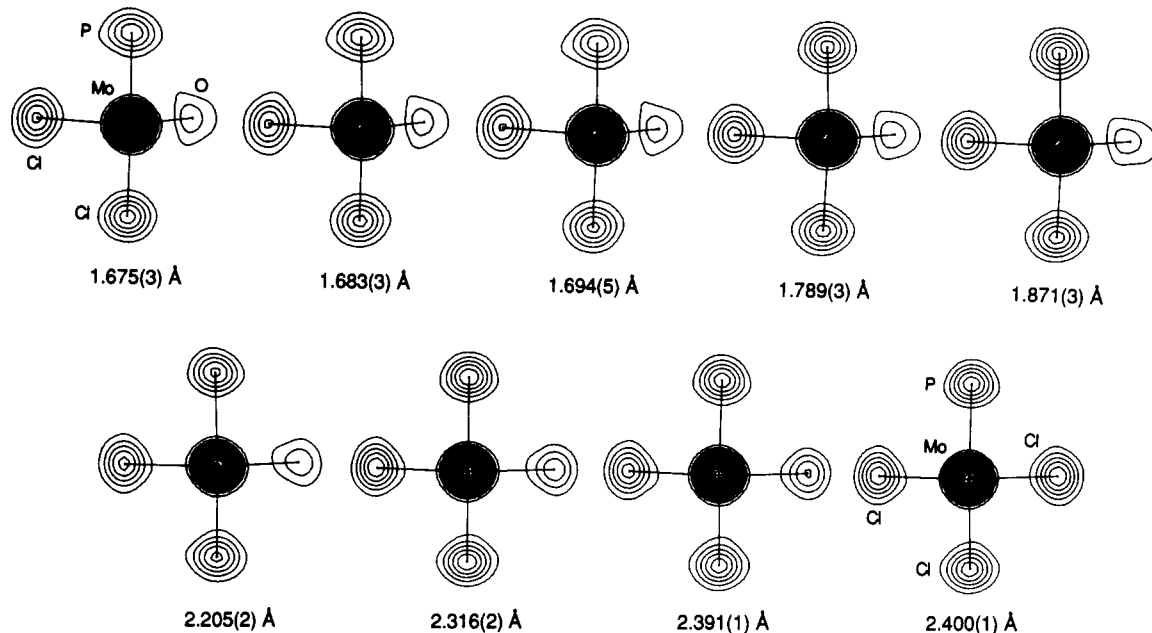 P
Mo
O
Cl
Cl
1.675(3) Å
1.683(3) Å
1.694(5) Å
1.789(3) Å
1.871(3) Å
P
Mo
Cl
Cl
Cl
2.205(2) Å
2.316(2) Å
2.391(1) Å
2.400(1) Å